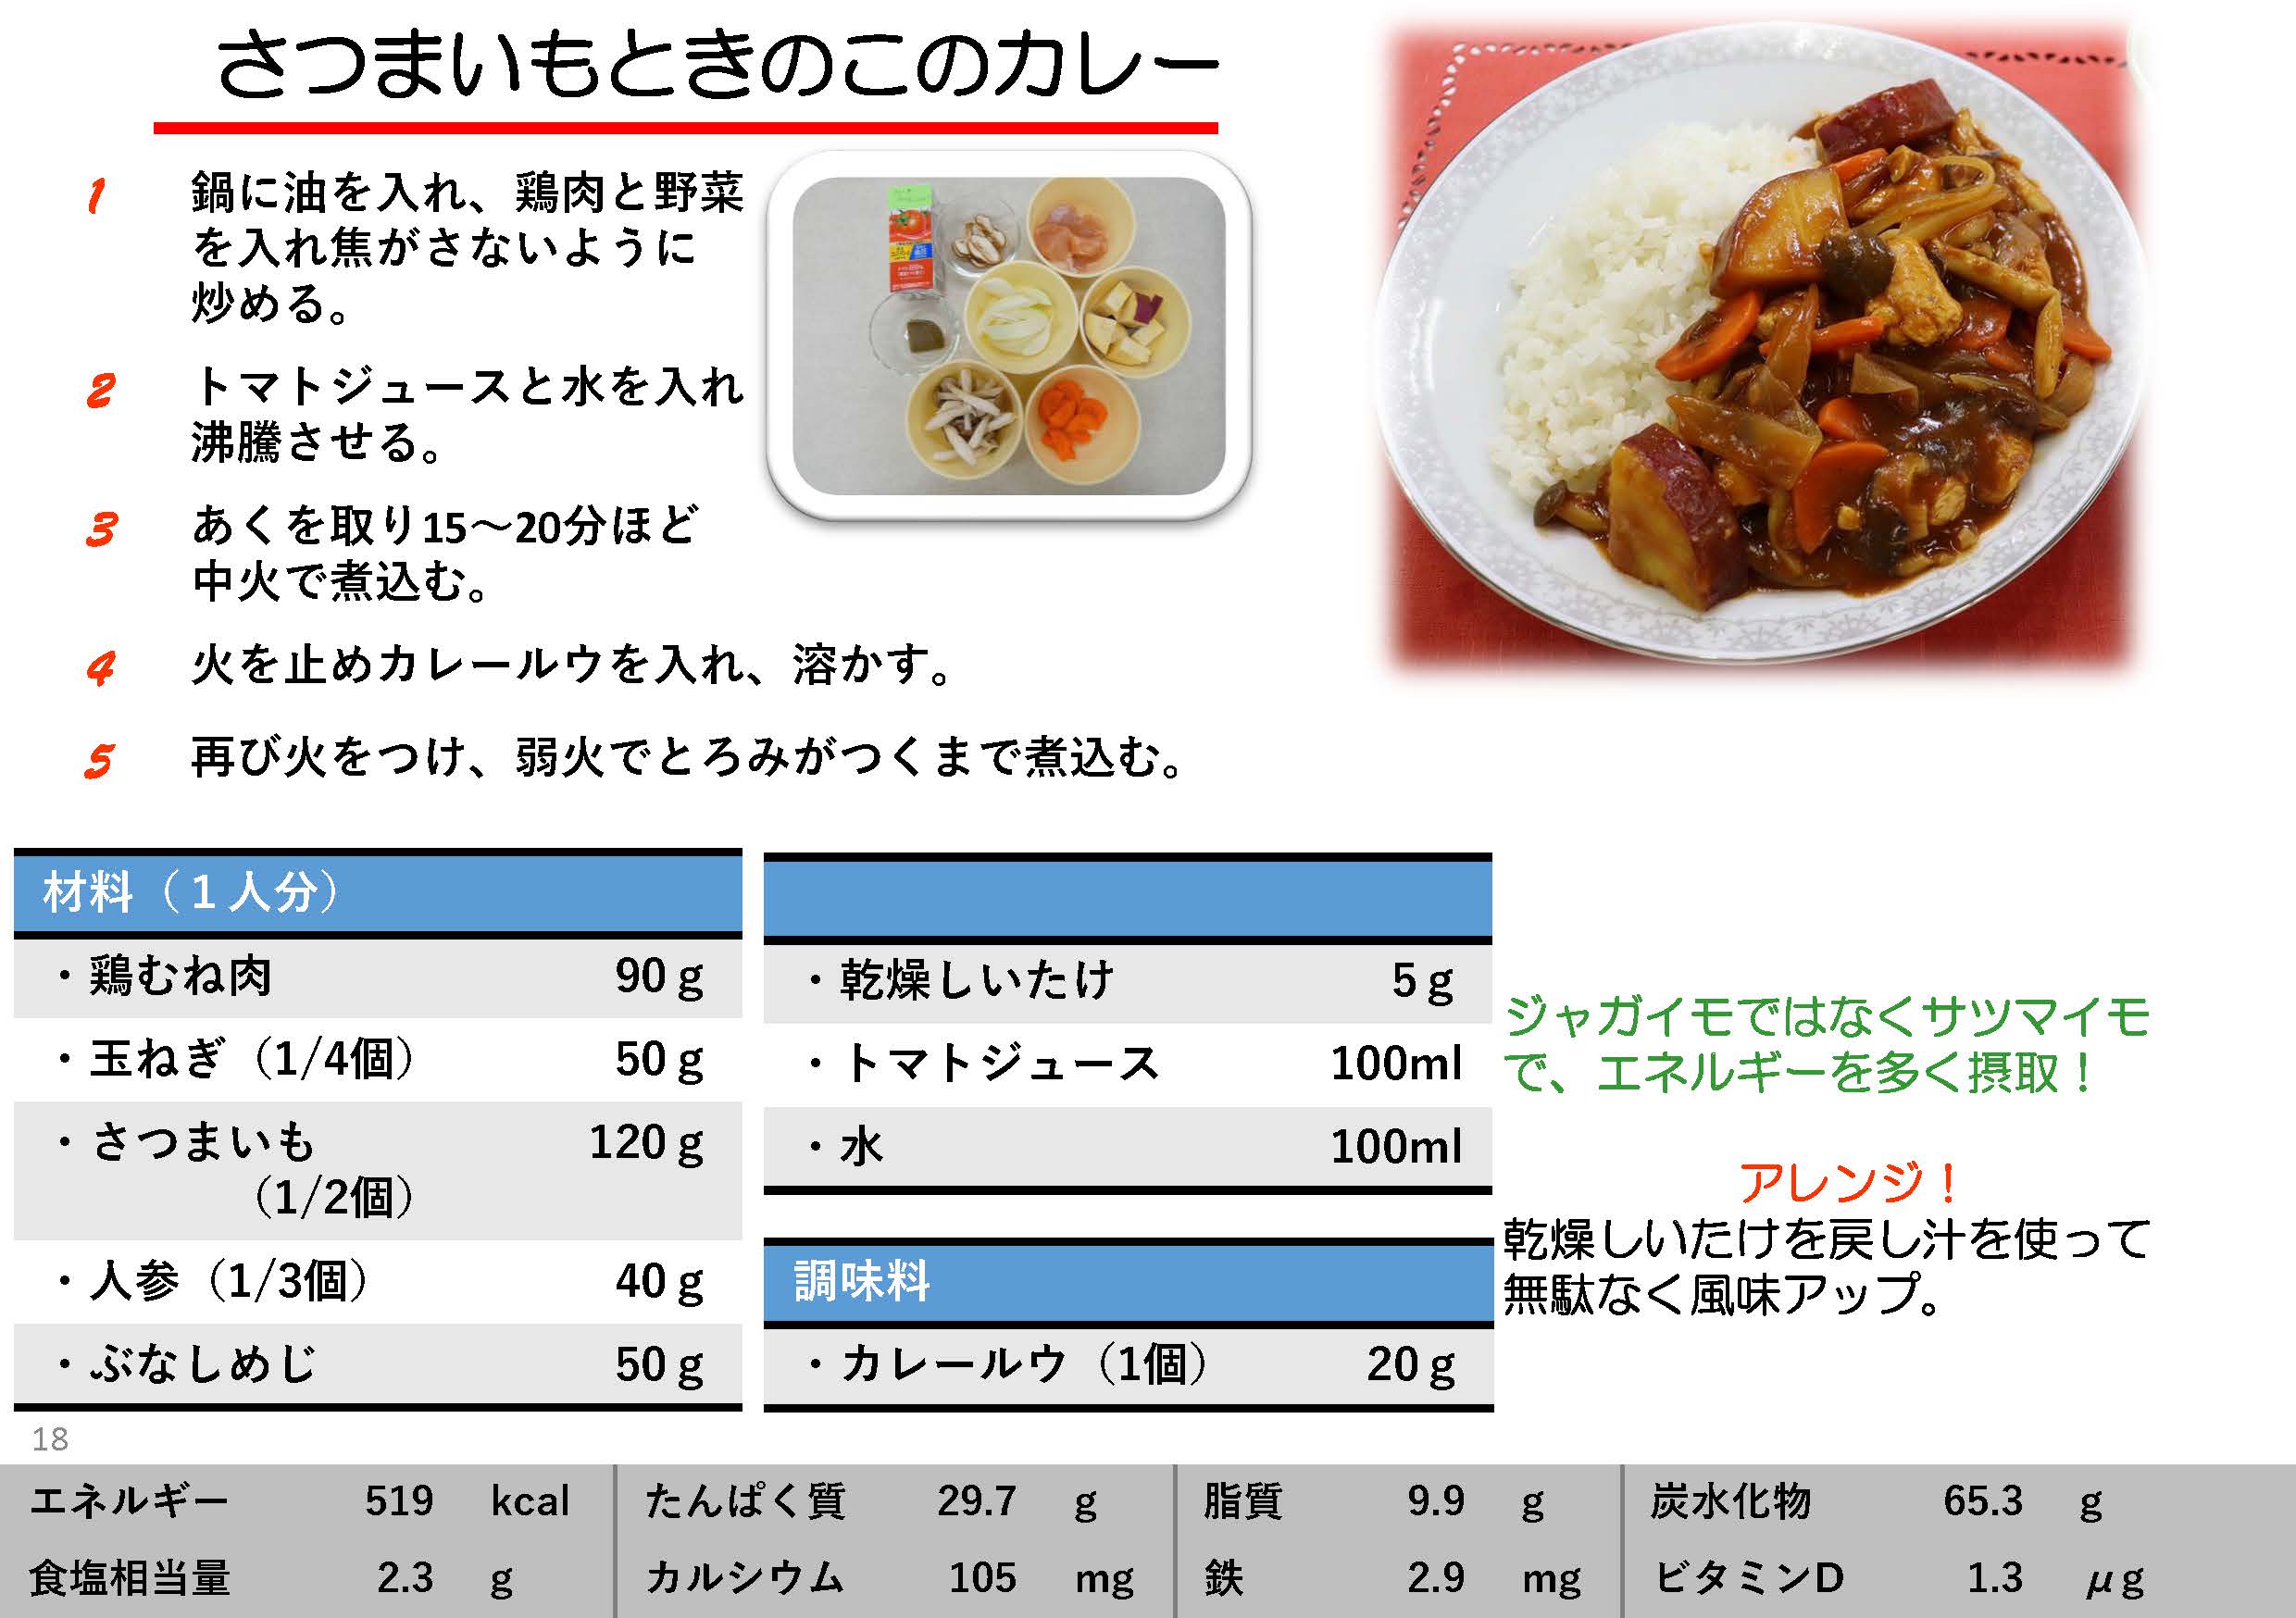 さつまいもときのこのカレー
1 鍋に油を入れ、鶏肉と野菜
を入れ焦がさないように
炒める。
2 トマトジュースと水を入れ
沸騰させる。
3 あくを取り15～20分ほど
中火で煮込む。
4 火を止めカレールウを入れ、溶かす。
5 再び火をつけ、弱火でとろみがつくまで煮込む。
材料（１人分）
・鶏むね肉 90ｇ
・玉ねぎ（1/4個） 50ｇ
・さつまいも 120ｇ
（1/2個）
・人参（1/3個） 40ｇ
・ぶなしめじ 50ｇ
・乾燥しいたけ 5ｇ
・トマトジュース 100ml
・水 100ml
調味料
・カレールウ（1個） 20ｇ
ジャガイモではなくサツマイモ
で、エネルギーを多く摂取！
アレンジ！
乾燥しいたけを戻し汁を使って
無駄なく風味アップ。
18
エネルギー 519 kcal たんぱく質 29.7 g 脂質 9.9 g 炭水化物 65.3 g
食塩相当量 2.3 g カルシウム 105 mg 鉄 2.9 mg ビタミンD 1.3 μg